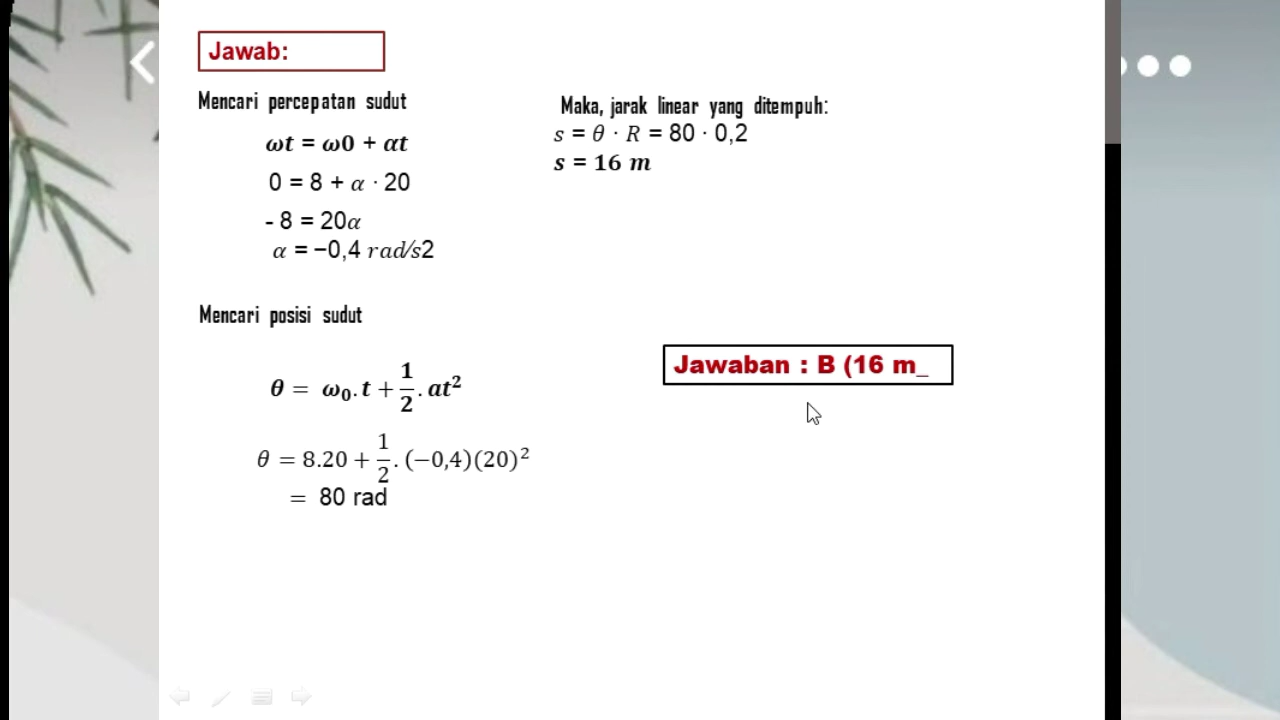 Jawab:
Mencari percepatan sudut
ωt = ω0 + αt
0 = 8 + α · 20
- 8 = 20α
α = −0,4 rad/s2
Mencari posisi sudut
θ = ω₀. t + 1/2 . at²
θ = 8.20 + 1/2 . (−0,4)(20)²
= 80 rad
Maka, jarak linear yang ditempuh:
s = θ · R = 80 · 0,2
s = 16 m
Jawaban : B (16 m_